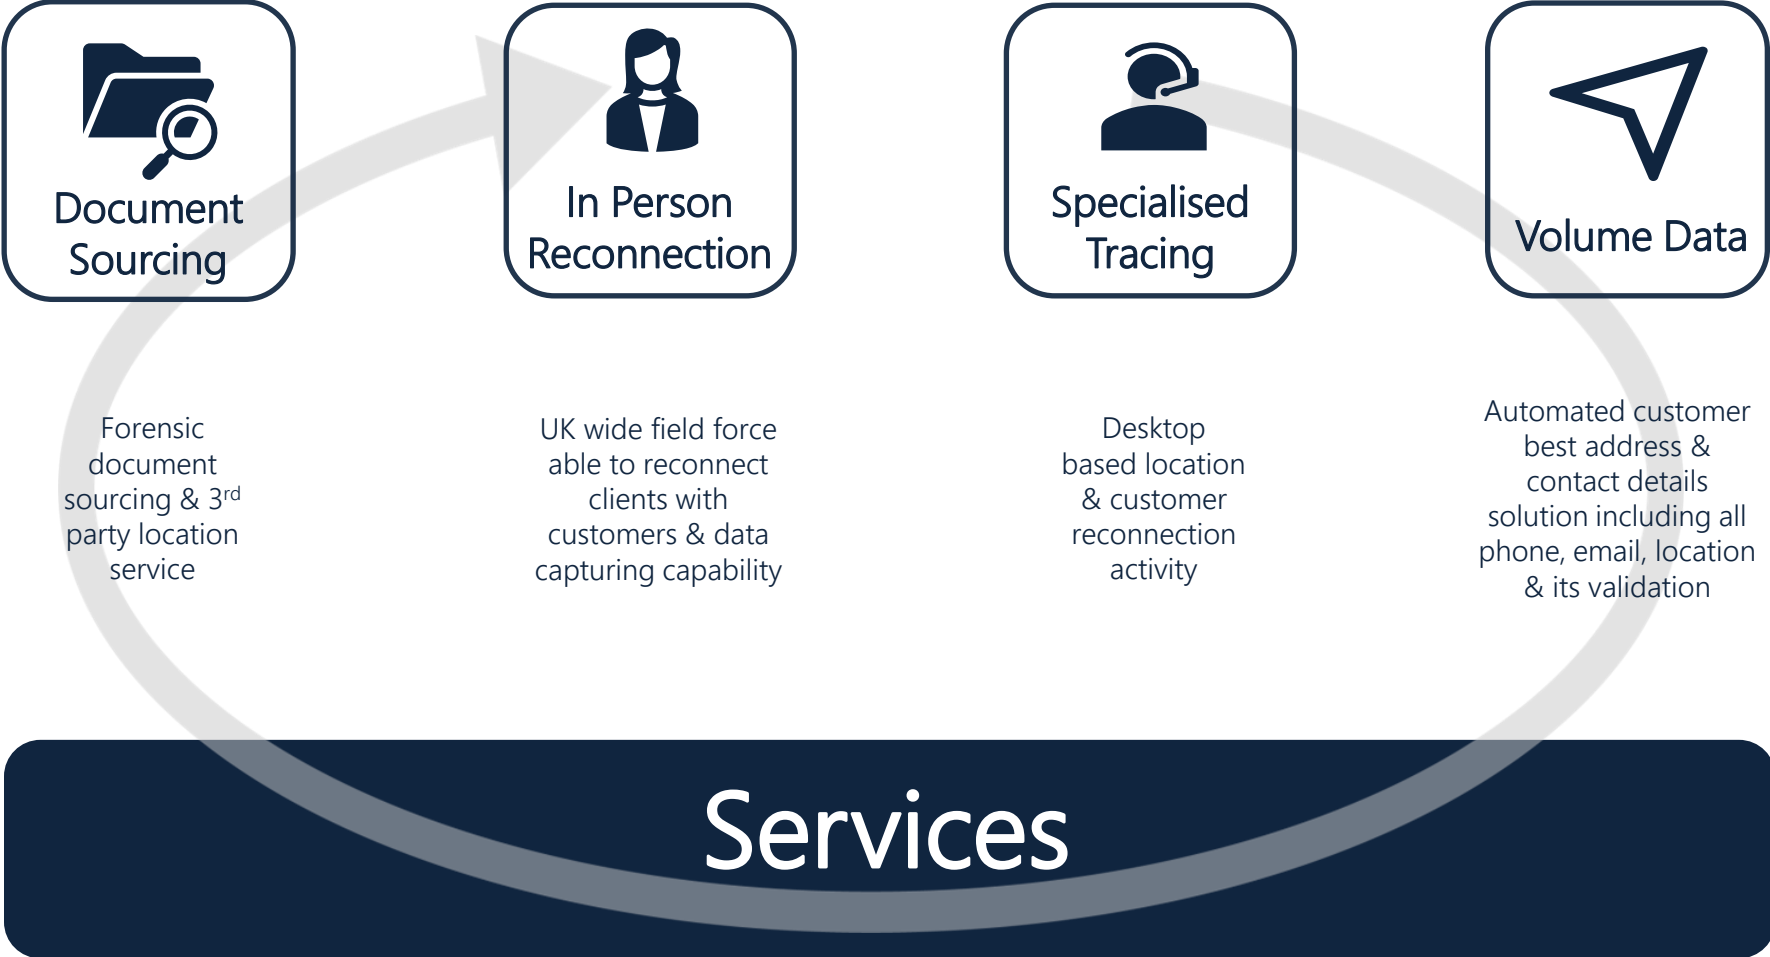 Document
Sourcing
In Person
Reconnection
Specialised
Tracing
Volume Data
Forensic
document
sourcing & 3rd
party location
service
UK wide field force
able to reconnect
clients with
customers & data
capturing capability
Desktop
based location
& customer
reconnection
activity
Automated customer
best address &
contact details
solution including all
phone, email, location
& its validation
Services